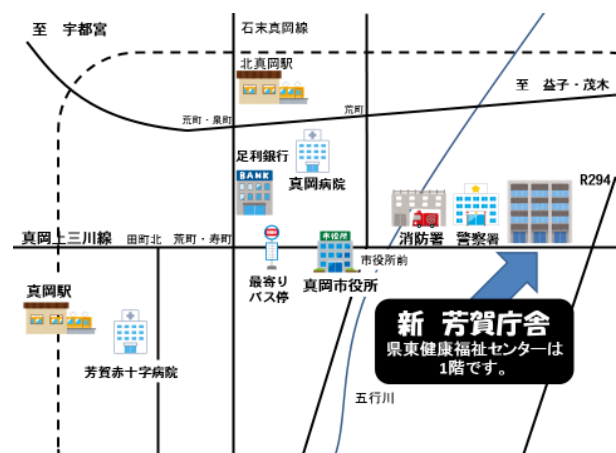 至 宇都宮
石末真岡線
北真岡駅
至 益子・茂木
荒町・泉町
荒町
足利銀行
BANK
真岡病院
R294
消防署
警察署
真岡上三川線
田町北
荒町・寿町
市役所
市役所前
最寄り
バス停
真岡市役所
真岡駅
新 芳賀庁舎
県東健康福祉センターは
1階です。
芳賀赤十字病院
五行川